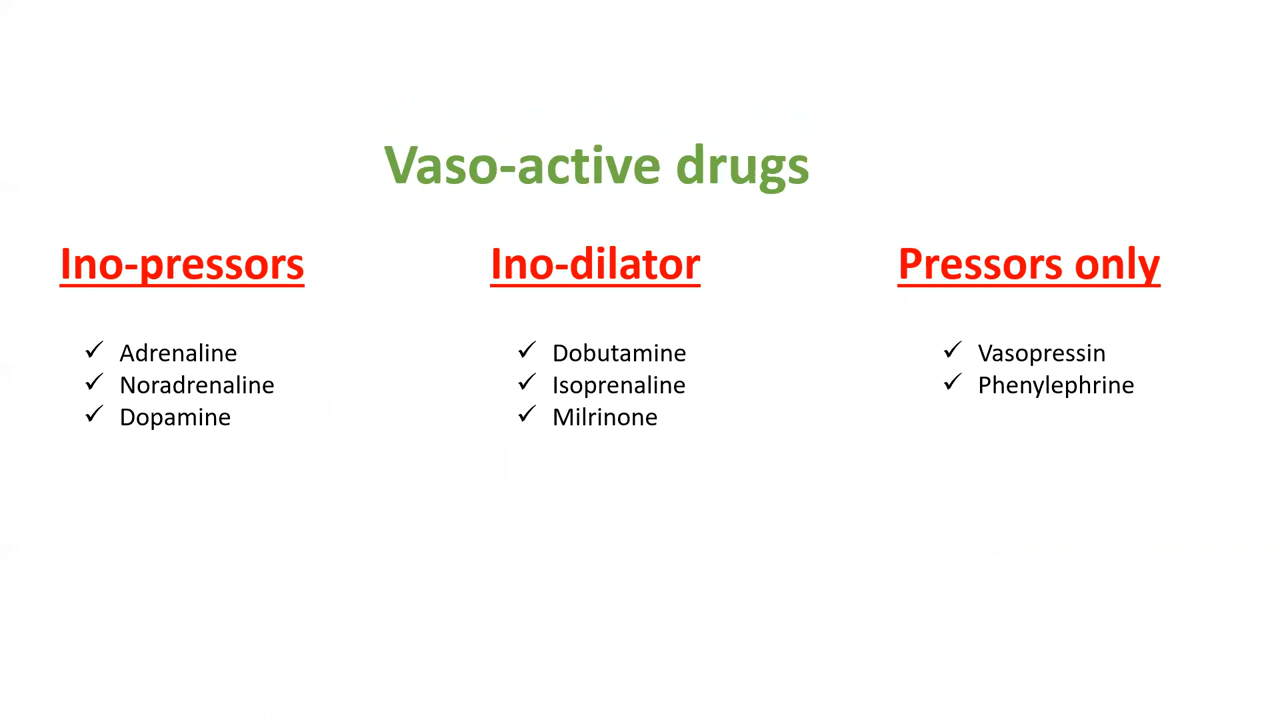 Vaso-active drugs
Ino-pressors
✓ Adrenaline
✓ Noradrenaline
✓ Dopamine
Ino-dilator
✓ Dobutamine
✓ Isoprenaline
✓ Milrinone
Pressors only
✓ Vasopressin
✓ Phenylephrine